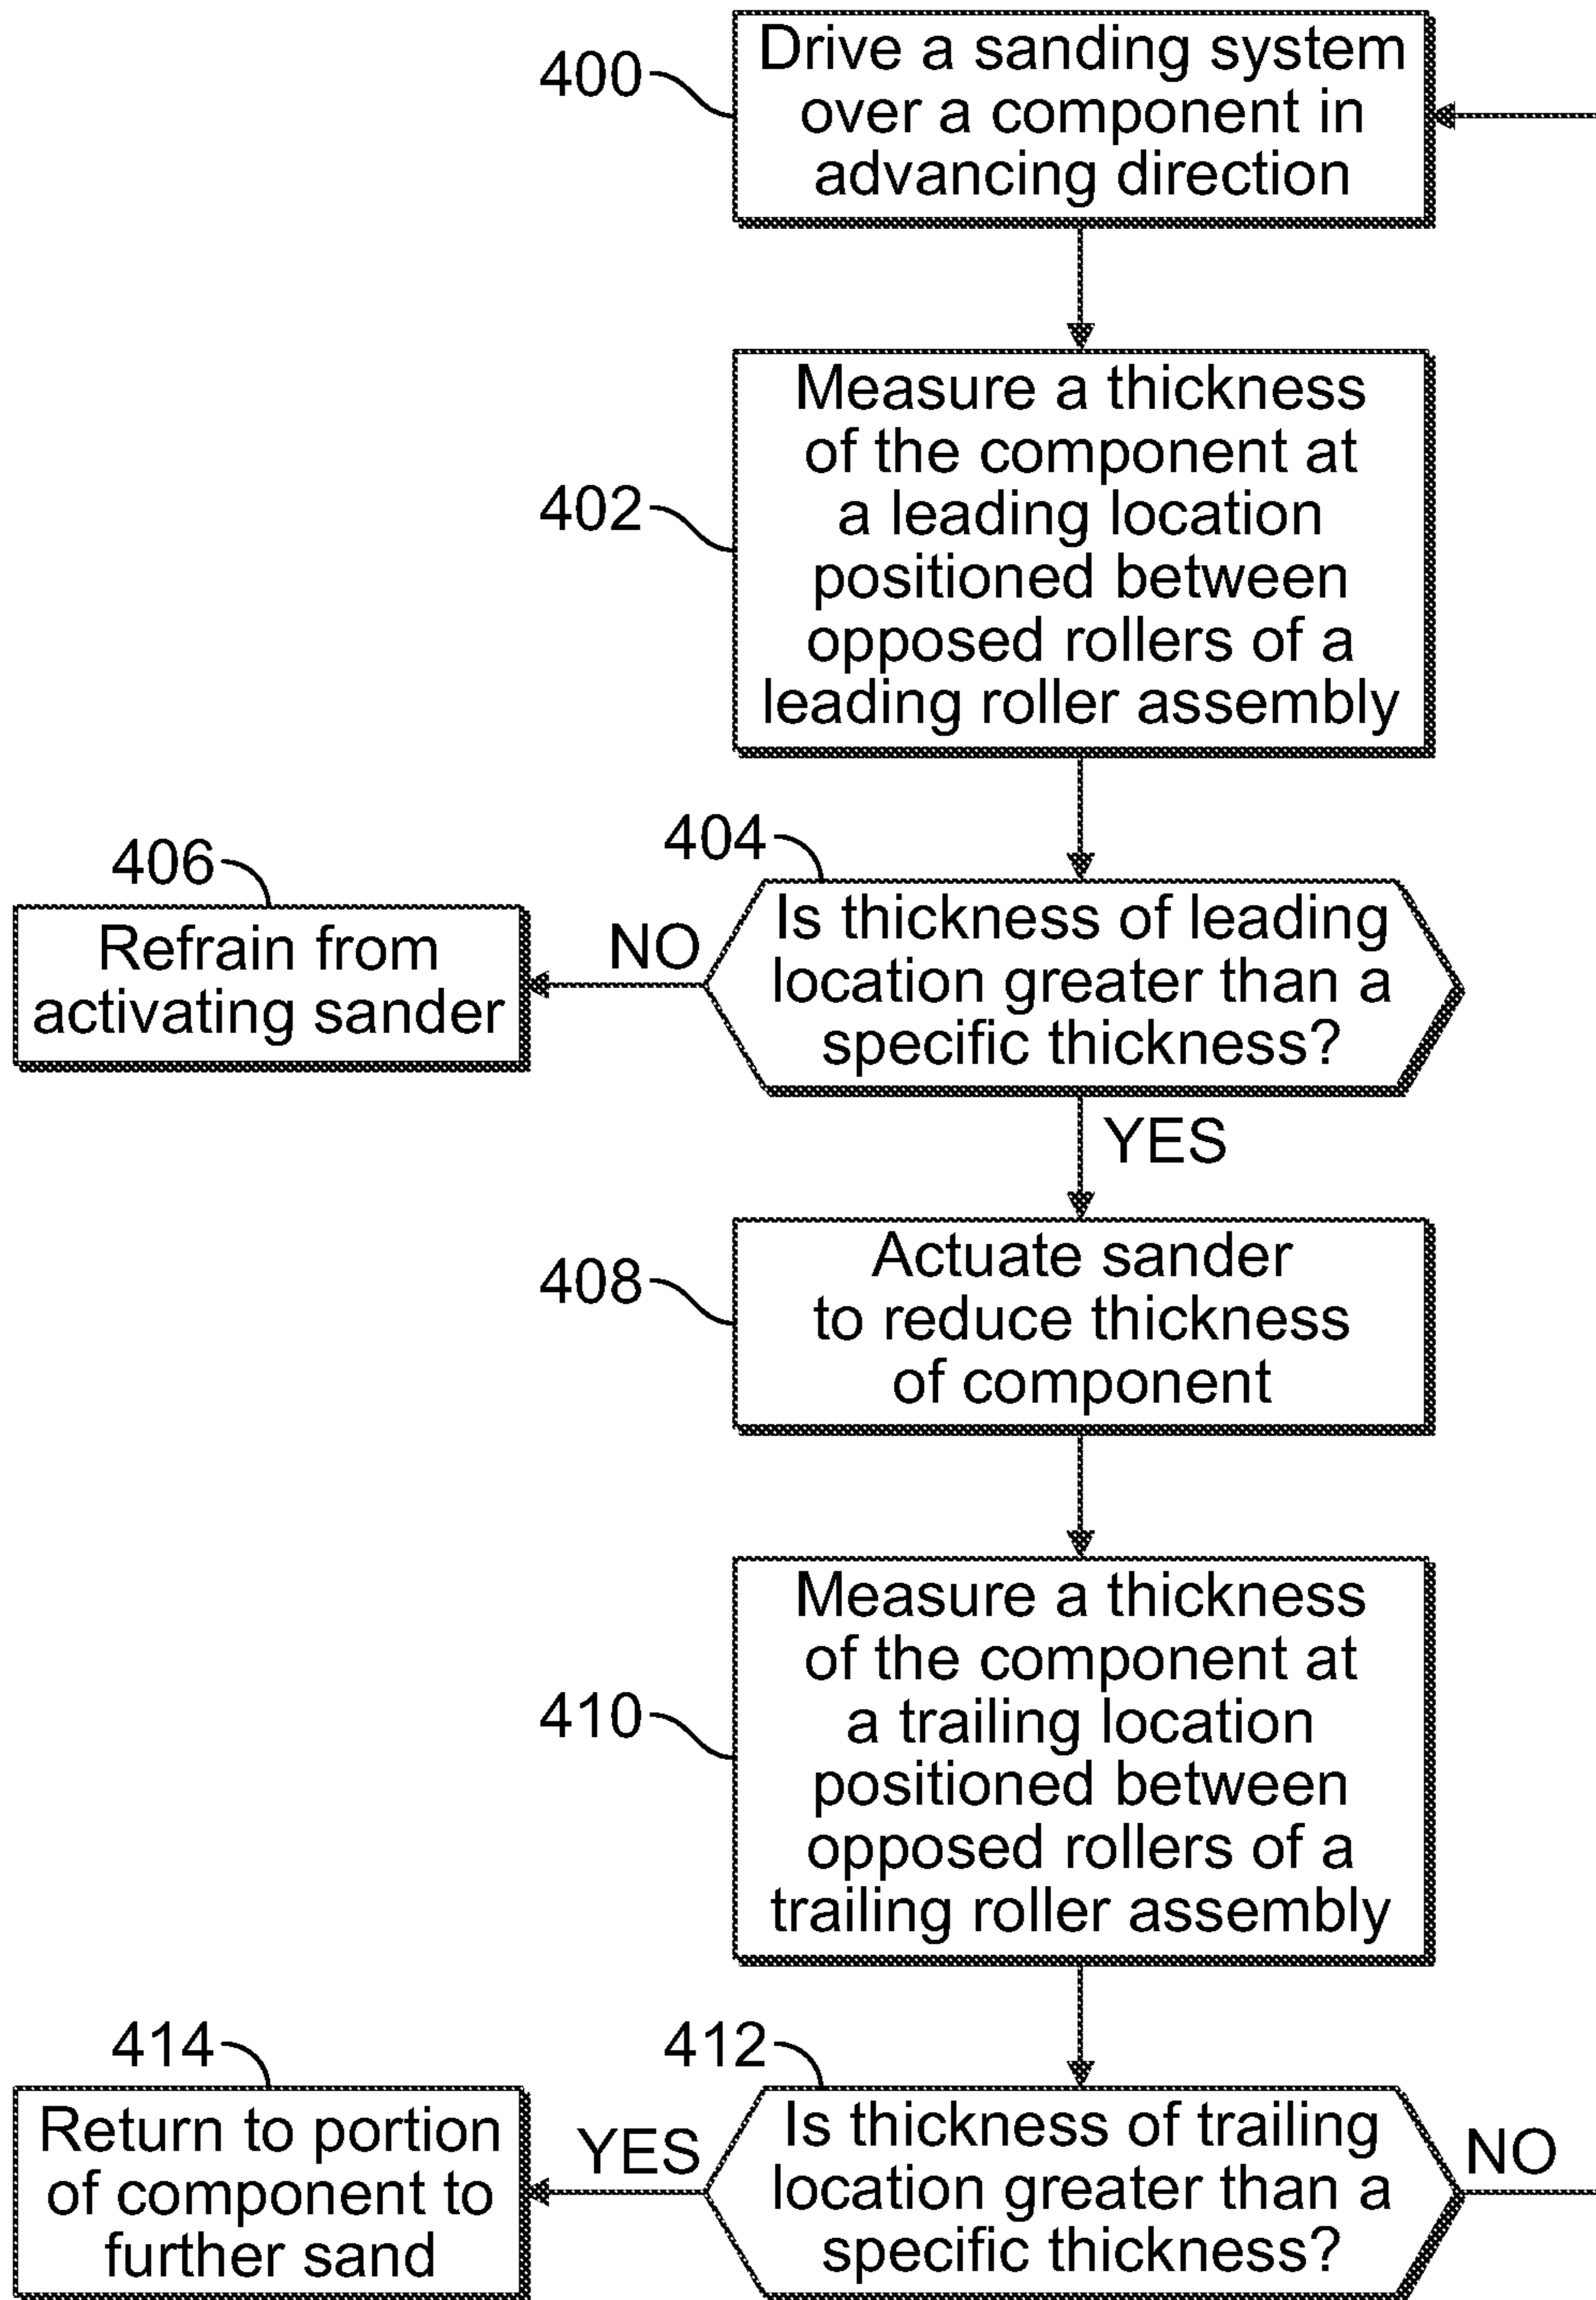 400
Drive a sanding system
over a component in
advancing direction
402
Measure a thickness
of the component at
a leading location
positioned between
opposed rollers of a
leading roller assembly
404
Is thickness of leading
location greater than a
specific thickness?
NO
406
Refrain from
activating sander
YES
408
Actuate sander
to reduce thickness
of component
410
Measure a thickness
of the component at
a trailing location
positioned between
opposed rollers of a
trailing roller assembly
412
Is thickness of trailing
location greater than a
specific thickness?
YES
NO
414
Return to portion
of component to
further sand